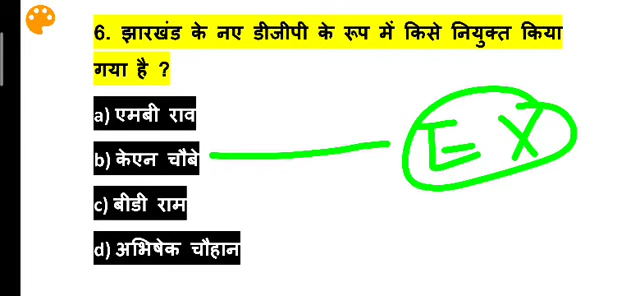 6. झारखंड के नए डीजीपी के रूप में किसे नियुक्त किया
गया है ?
a) एमबी राव
b) केएन चौबे
EX
c) बीडी राम
d) अभिषेक चौहान